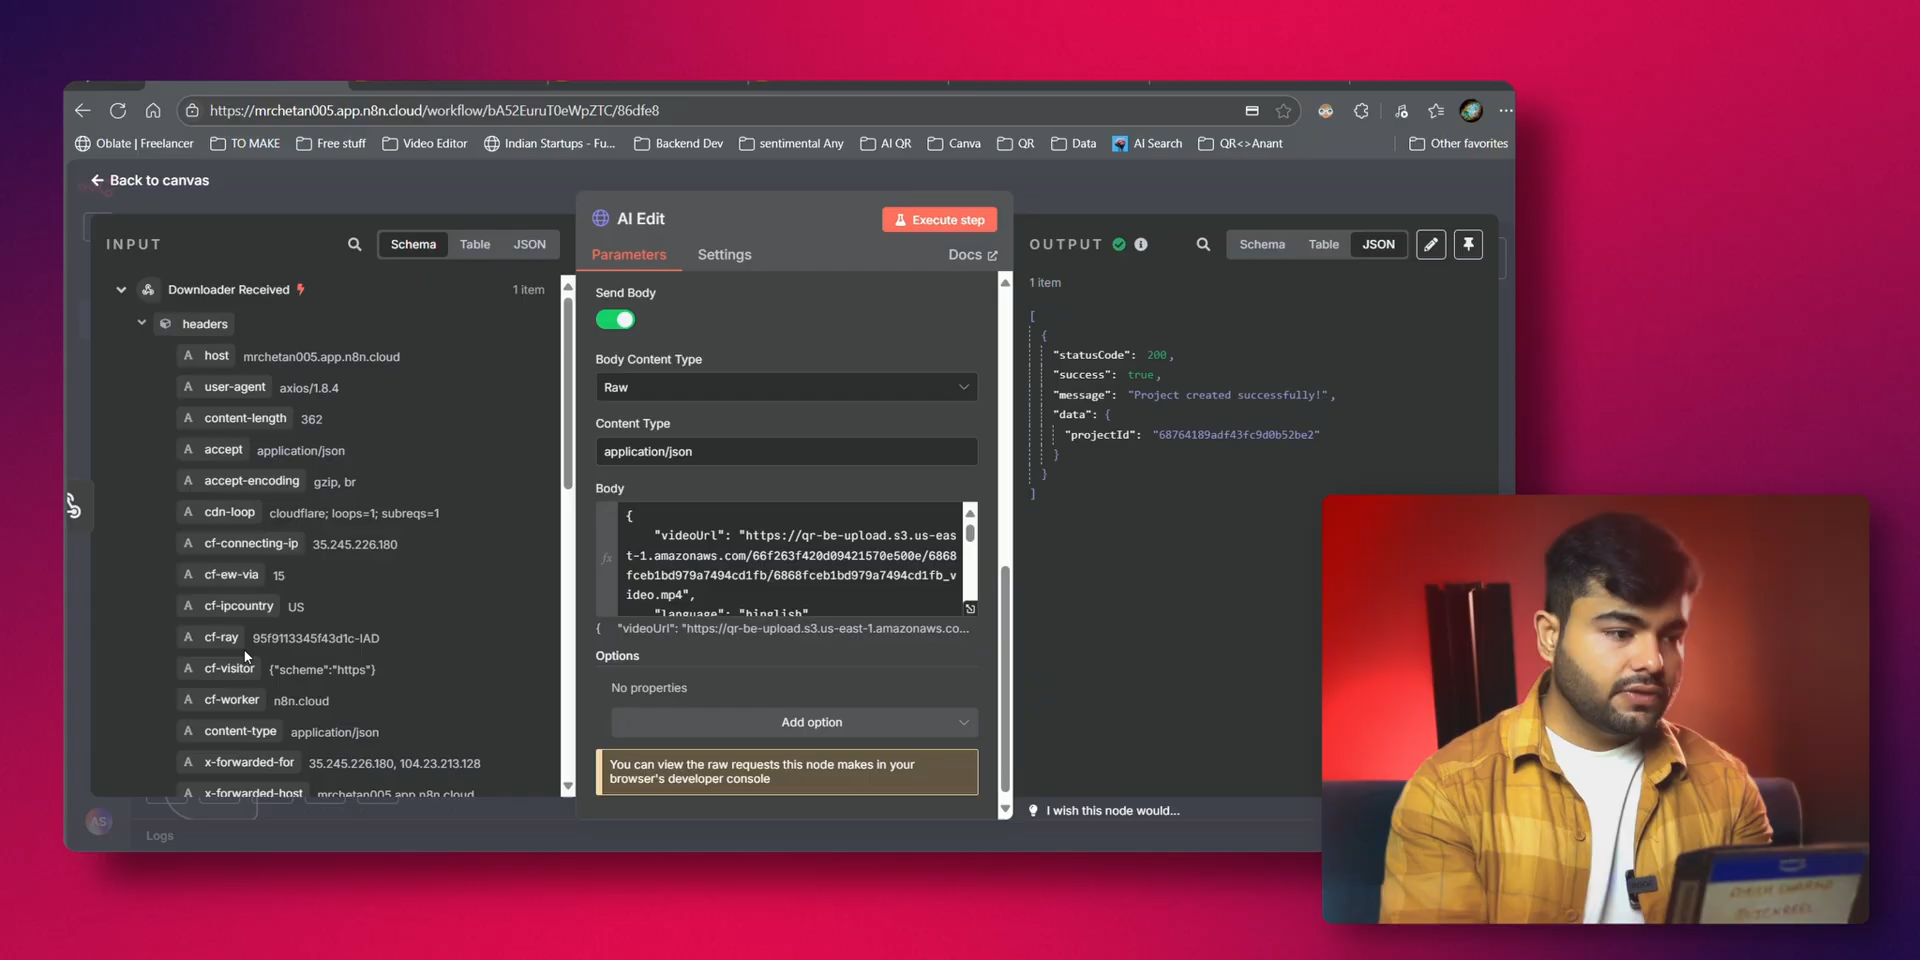 https://mrchetan005.app.n8n.cloud/workflow/bA52EuruT0eWpZTC/86dfe8
Oblate | Freelancer TO MAKE Free stuff Video Editor Indian Startups - Fu... Backend Dev sentimental Any AI QR Canva QR Data AI Search QR<>Anant Other favorites
Back to canvas
INPUT
Schema Table JSON
Downloader Received 1 item
headers
A host mrchetan005.app.n8n.cloud
A user-agent axios/1.8.4
A content-length 362
A accept application/json
A accept-encoding gzip, br
A cdn-loop cloudflare; loops=1; subreqs=1
A cf-connecting-ip 35.245.226.180
A cf-ew-via 15
A cf-ipcountry US
A cf-ray 95f9113345f43d1c-IAD
A cf-visitor {"scheme":"https"}
A cf-worker n8n.cloud
A content-type application/json
A x-forwarded-for 35.245.226.180, 104.23.213.128
A x-forwarded-host mrchetan005.app.n8n.cloud
AS
Logs
AI Edit
Execute step
Parameters Settings Docs
Send Body
Body Content Type
Raw
Content Type
application/json
Body
fx
{
"videoUrl": "https://qr-be-upload.s3.us-eas
t-1.amazonaws.com/66f263f420d09421570e500e/6868
fceb1bd979a7494cd1fb/6868fceb1bd979a7494cd1fb_v
ideo.mp4",
"language": "hinglish"
{ "videoUrl": "https://qr-be-upload.s3.us-east-1.amazonaws.co...
Options
No properties
Add option
You can view the raw requests this node makes in your
browser's developer console
OUTPUT
Schema Table JSON
1 item
[
{
"statusCode": 200,
"success": true,
"message": "Project created successfully!",
"data": {
"projectId": "68764189adf43fc9d0b52be2"
}
}
]
I wish this node would...